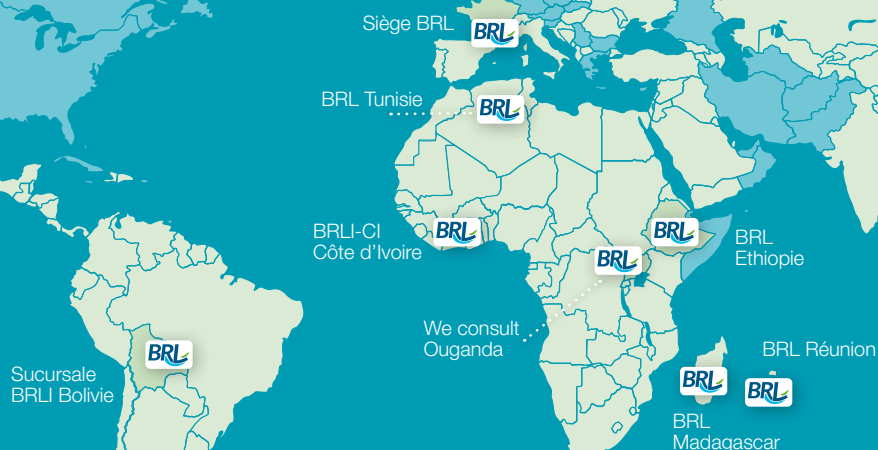 Siège BRL
BRL
BRL Tunisie
BRL
BRLI-CI
Côte d’Ivoire
BRL
BRL
BRL
Ethiopie
BRL
We consult
Ouganda
BRL
Sucursale
BRLI Bolivie
BRL Réunion
BRL
BRL
BRL
Madagascar